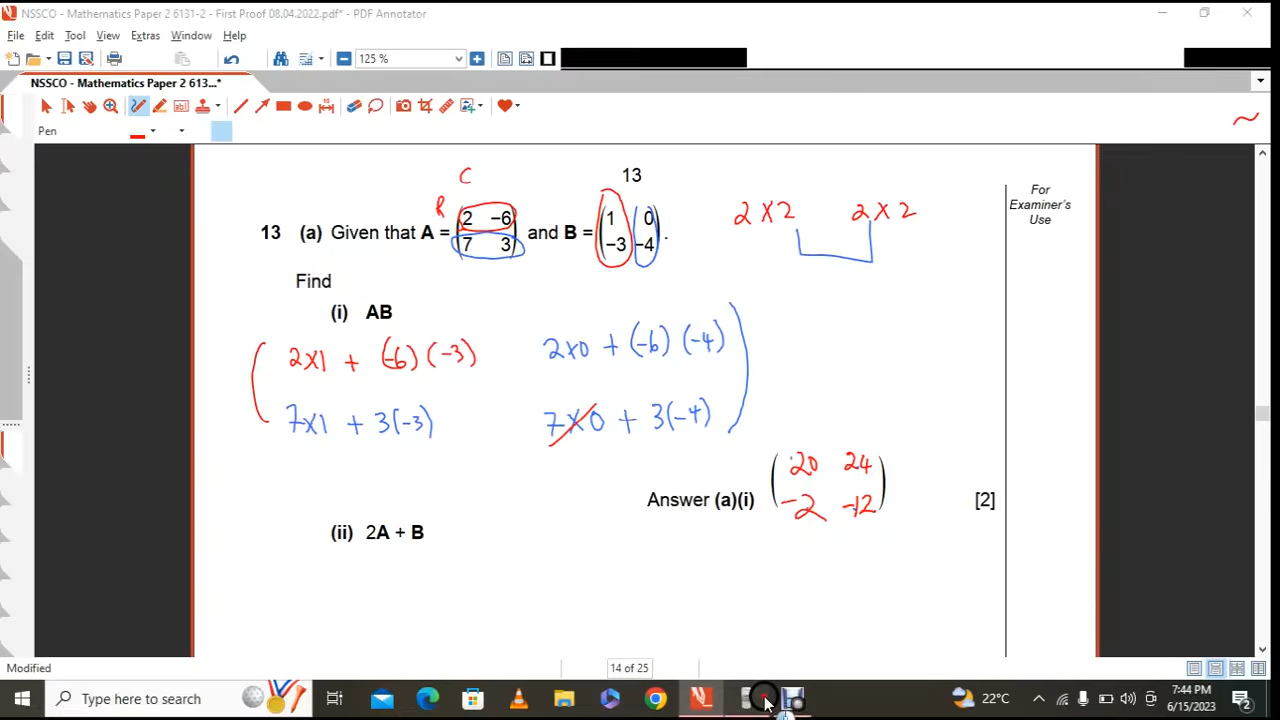 NSSCO - Mathematics Paper 2 6131-2 - First Proof 08.04.2022.pdf* - PDF Annotator
File Edit Tool View Extras Window Help
125 %
NSSCO - Mathematics Paper 2 613...*
Pen
13
For
Examiner's
Use
C
R
2 X 2 2 X 2
13 (a) Given that A = (2 −6 7 3) and B = (1 0 −3 −4).
Find
(i) AB
2x1 + (-6)(-3) 2x0 + (-6)(-4)
7x1 + 3(-3) 7x0 + 3(-4)
20 24
-2 -12
Answer (a)(i) [2]
(ii) 2A + B
Modified
14 of 25
Type here to search
22°C
7:44 PM
6/15/2023
2